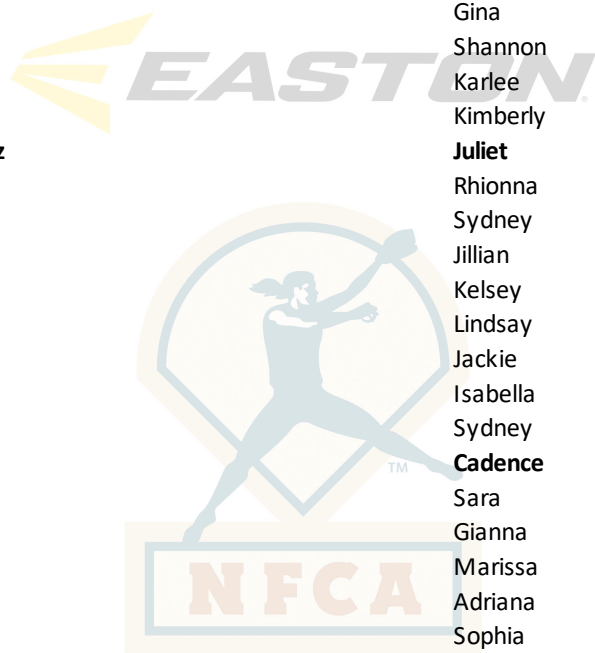 Gina
EASTON
Shannon
Karlee
Kimberly
z Juliet
Rhionna
Sydney
Jillian
Kelsey
Lindsay
Jackie
Isabella
Sydney
Cadence
TM
Sara
Gianna
Marissa
NFCA
Adriana
Sophia